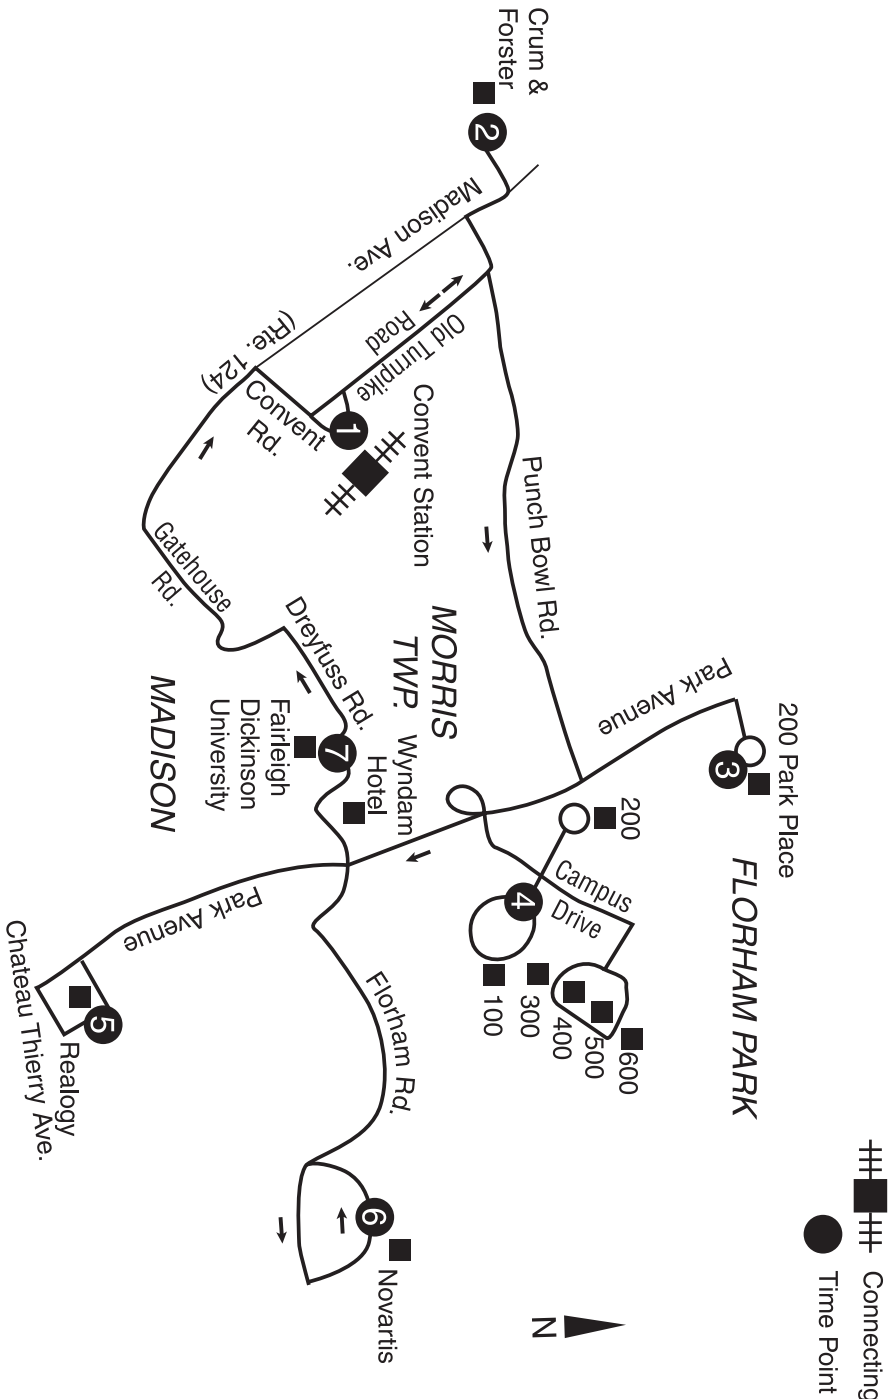 Crum &
Forster
2
Madison Ave.
(Rte. 124)
Old Turnpike
Road
Convent
Rd.
1
Convent Station
Punch Bowl Rd.
Gatehouse
Rd.
Dreyfuss Rd.
MORRIS
TWP.
MADISON
Fairleigh
Dickinson
University
7
Wyndam
Hotel
Park Avenue
3
200 Park Place
FLORHAM PARK
200
Campus
Drive
4
100
300
400
500
600
Park Avenue
Chateau Thierry Ave.
5
Realogy
Florham Rd.
6
Novartis
N
Connecting
Time Point